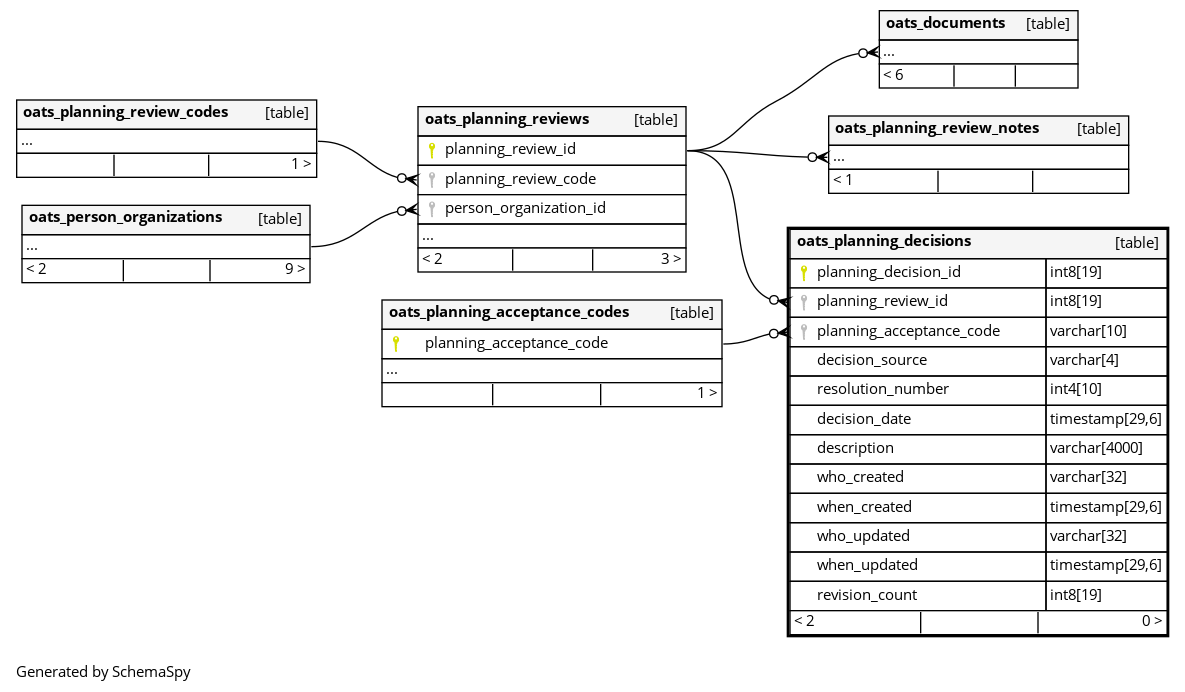 oats_documents [table]
...
< 6
oats_planning_review_codes [table]
...
1 >
oats_planning_reviews [table]
planning_review_id
planning_review_code
person_organization_id
...
< 2 3 >
oats_planning_review_notes [table]
...
< 1
oats_person_organizations [table]
...
< 2 9 >
oats_planning_decisions [table]
planning_decision_id int8[19]
planning_review_id int8[19]
planning_acceptance_code varchar[10]
decision_source varchar[4]
resolution_number int4[10]
decision_date timestamp[29,6]
description varchar[4000]
who_created varchar[32]
when_created timestamp[29,6]
who_updated varchar[32]
when_updated timestamp[29,6]
revision_count int8[19]
< 2 0 >
oats_planning_acceptance_codes [table]
planning_acceptance_code
...
1 >
Generated by SchemaSpy